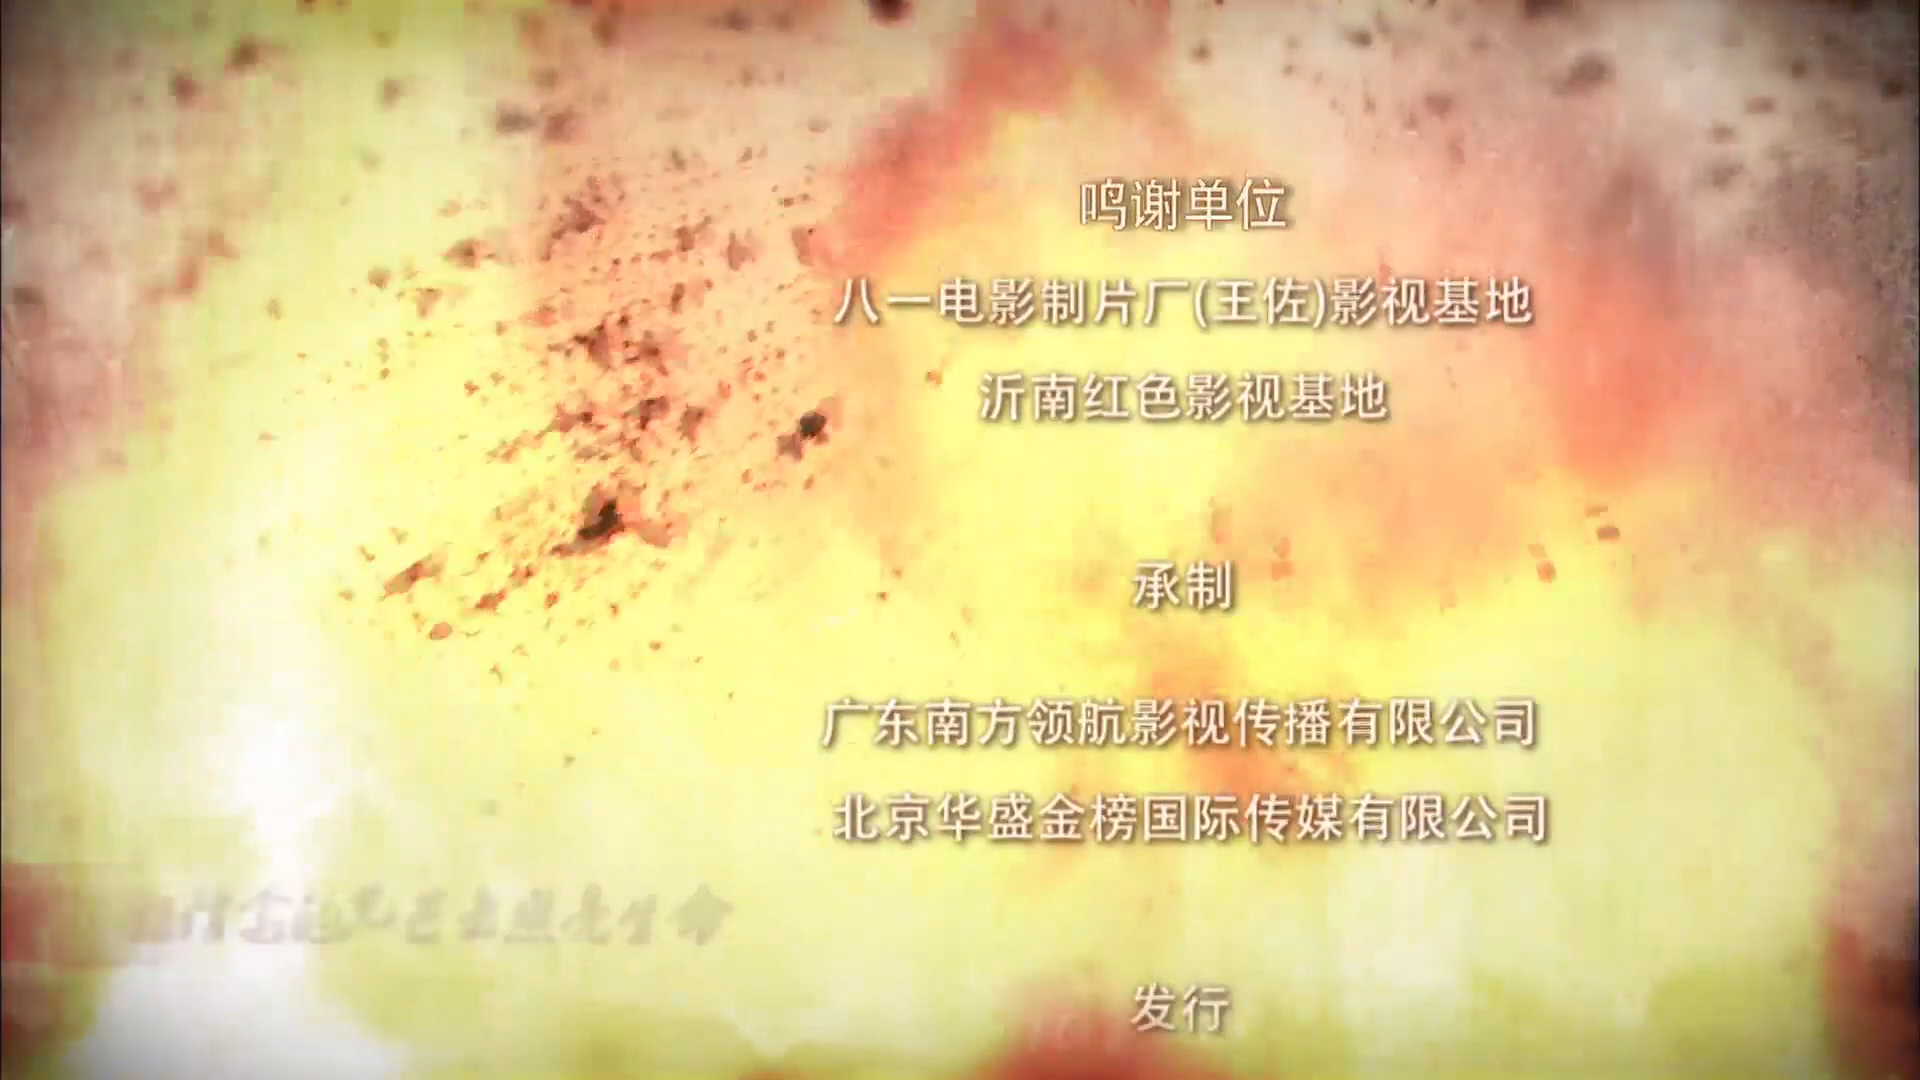 鸣谢单位
八一电影制片厂(王佐)影视基地
沂南红色影视基地
承制
广东南方领航影视传播有限公司
北京华盛金榜国际传媒有限公司
发行